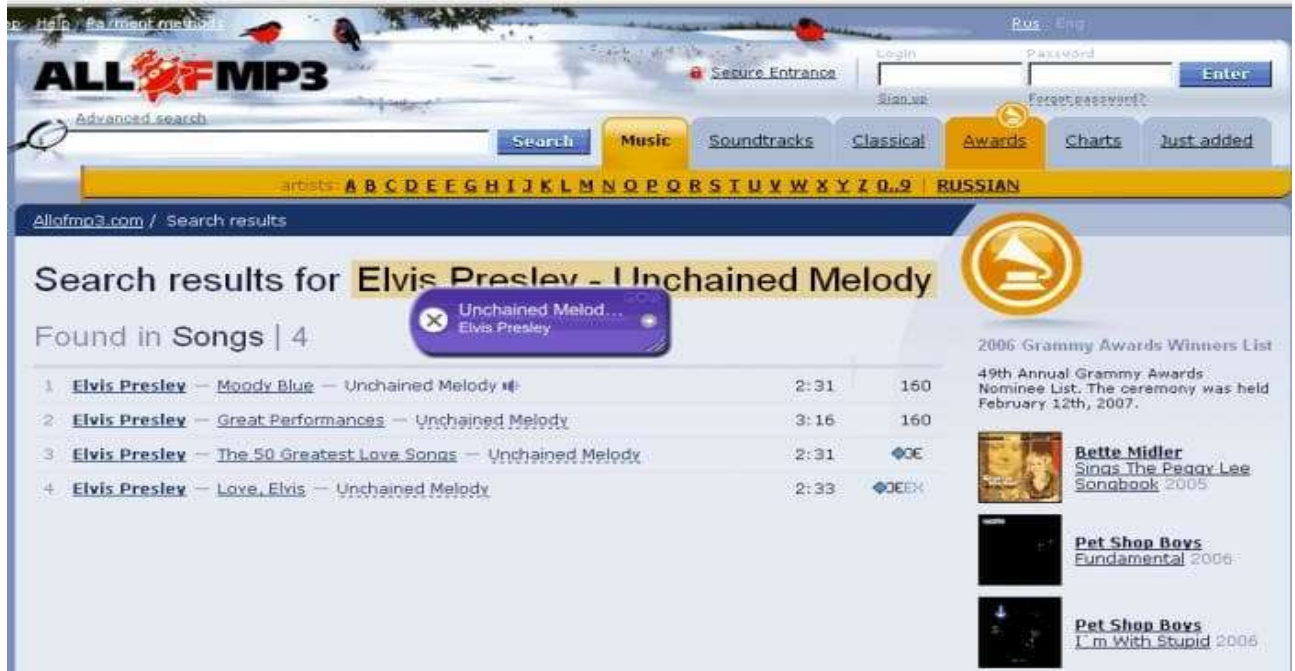 Help Payment methods
Rus Eng
ALLOFMP3
Secure Entrance
Login
Password
Enter
Sign up
Forgot password?
Advanced search
Search
Music
Soundtracks
Classical
Awards
Charts
Just added
artists: A B C D E F G H I J K L M N O P Q R S T U V W X Y Z 0..9 | RUSSIAN
Allofmp3.com / Search results
Search results for Elvis Presley - Unchained Melody
Unchained Melod...
Elvis Presley
Found in Songs | 4
1 Elvis Presley — Moody Blue — Unchained Melody 2:31 160
2 Elvis Presley — Great Performances — Unchained Melody 3:16 160
3 Elvis Presley — The 50 Greatest Love Songs — Unchained Melody 2:31 OE
4 Elvis Presley — Love, Elvis — Unchained Melody 2:33 OEEX
2006 Grammy Awards Winners List
49th Annual Grammy Awards
Nominee List. The ceremony was held
February 12th, 2007.
Bette Midler
Sings The Peggy Lee
Songbook 2005
Pet Shop Boys
Fundamental 2006
Pet Shop Boys
I`m With Stupid 2006